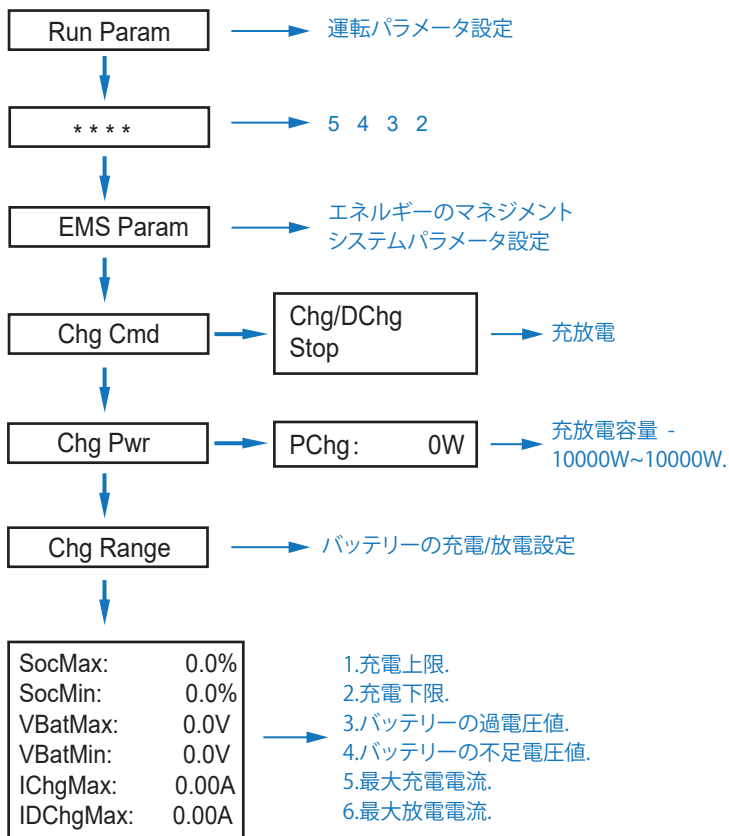 Run Param
運転パラメータ設定
* * * *
5 4 3 2
EMS Param
エネルギーのマネジメント
システムパラメータ設定
Chg Cmd
Chg/DChg
Stop
充放電
Chg Pwr
PChg: 0W
充放電容量 -
10000W~10000W.
Chg Range
バッテリーの充電/放電設定
SocMax: 0.0%
SocMin: 0.0%
VBatMax: 0.0V
VBatMin: 0.0V
IChgMax: 0.00A
IDChgMax: 0.00A
1.充電上限.
2.充電下限.
3.バッテリーの過電圧値.
4.バッテリーの不足電圧値.
5.最大充電電流.
6.最大放電電流.